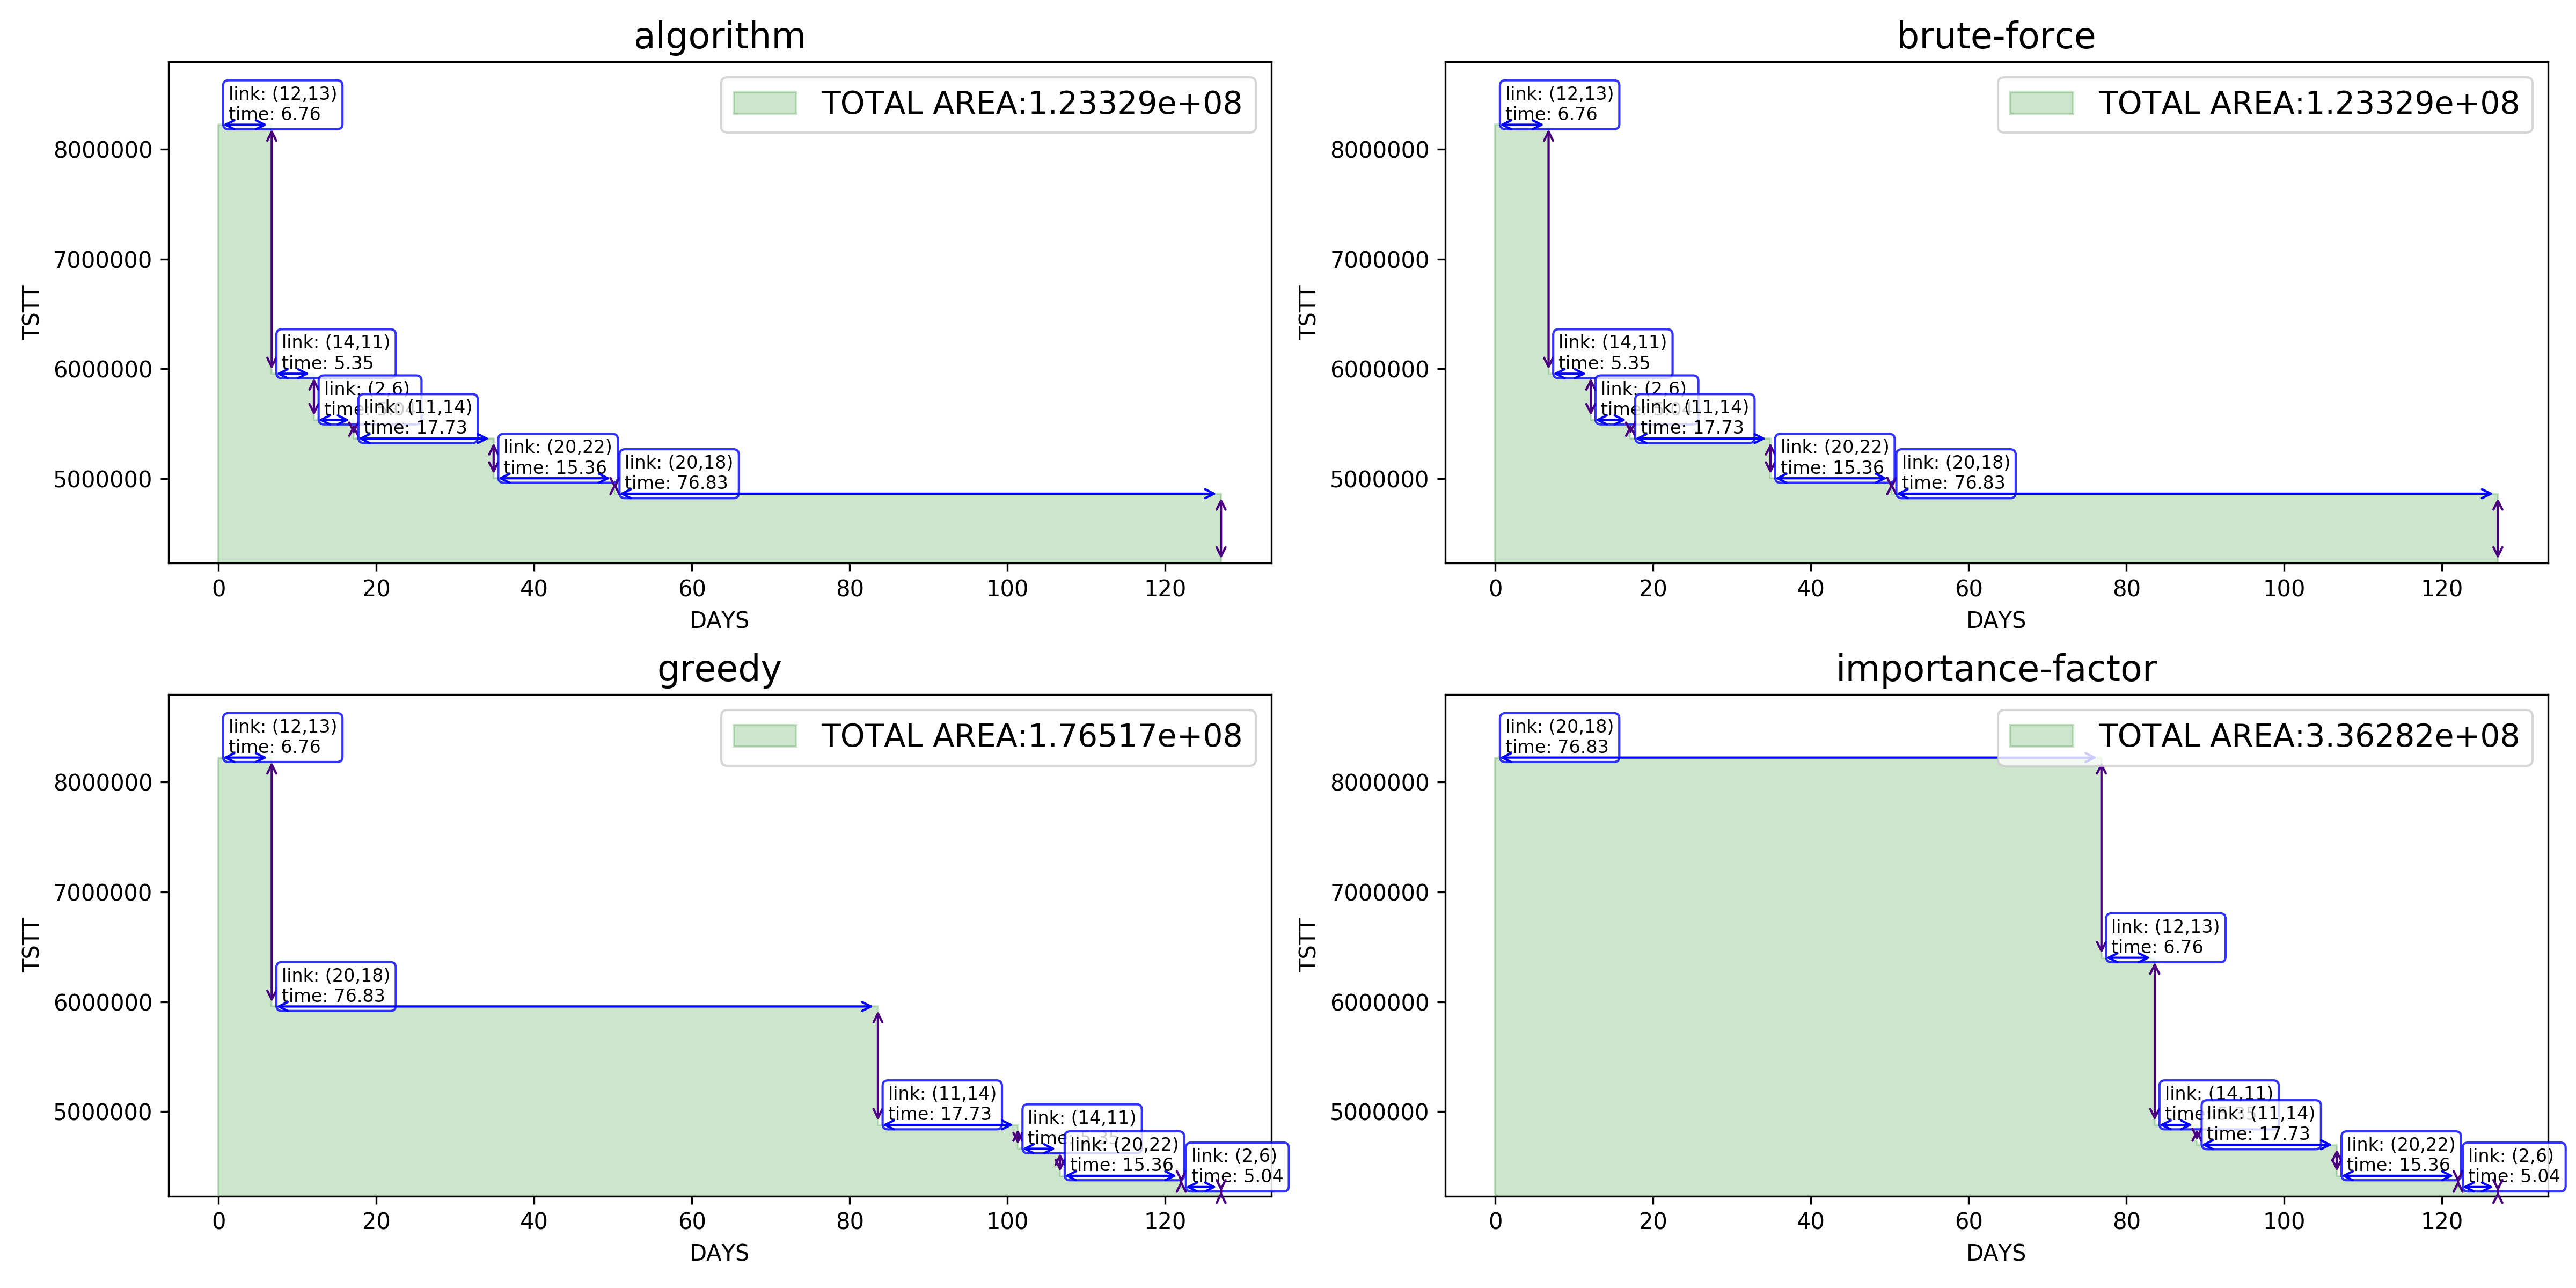 algorithm
TOTAL AREA:1.23329e+08
link: (12,13)
time: 6.76
link: (14,11)
time: 5.35
link: (2,6)
time:
link: (11,14)
time: 17.73
link: (20,22)
time: 15.36
link: (20,18)
time: 76.83
8000000
7000000
6000000
5000000
TSTT
0 20 40 60 80 100 120
DAYS
brute-force
TOTAL AREA:1.23329e+08
link: (12,13)
time: 6.76
link: (14,11)
time: 5.35
link: (2,6)
time:
link: (11,14)
time: 17.73
link: (20,22)
time: 15.36
link: (20,18)
time: 76.83
8000000
7000000
6000000
5000000
TSTT
0 20 40 60 80 100 120
DAYS
greedy
TOTAL AREA:1.76517e+08
link: (12,13)
time: 6.76
link: (20,18)
time: 76.83
link: (11,14)
time: 17.73
link: (14,11)
time: 5.35
link: (20,22)
time: 15.36
link: (2,6)
time: 5.04
8000000
7000000
6000000
5000000
TSTT
0 20 40 60 80 100 120
DAYS
importance-factor
TOTAL AREA:3.36282e+08
link: (20,18)
time: 76.83
link: (12,13)
time: 6.76
link: (14,11)
time:
link: (11,14)
time: 17.73
link: (20,22)
time: 15.36
link: (2,6)
time: 5.04
8000000
7000000
6000000
5000000
TSTT
0 20 40 60 80 100 120
DAYS